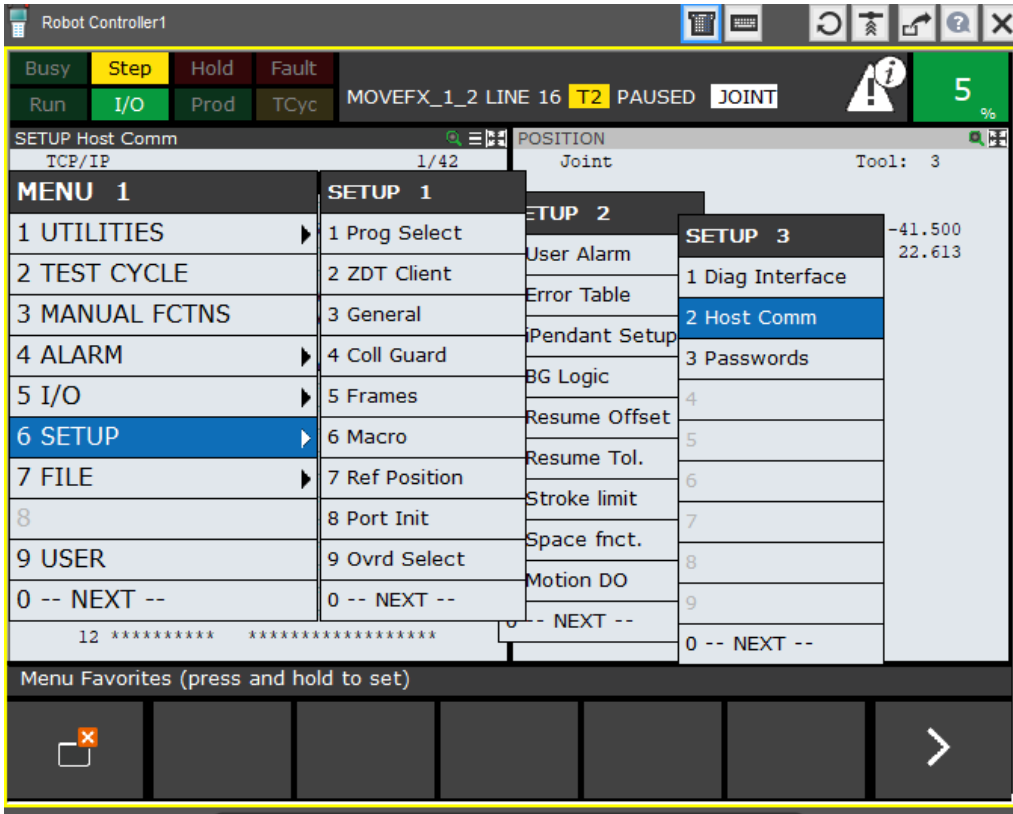 Robot Controller1
Busy Step Hold Fault
Run I/O Prod TCyc
MOVEFX_1_2 LINE 16 T2 PAUSED JOINT
5 %
SETUP Host Comm
TCP/IP 1/42
POSITION
Joint Tool: 3
-41.500
22.613
MENU 1
1 UTILITIES
2 TEST CYCLE
3 MANUAL FCTNS
4 ALARM
5 I/O
6 SETUP
7 FILE
8
9 USER
0 -- NEXT --
SETUP 1
1 Prog Select
2 ZDT Client
3 General
4 Coll Guard
5 Frames
6 Macro
7 Ref Position
8 Port Init
9 Ovrd Select
0 -- NEXT --
ETUP 2
User Alarm
Error Table
iPendant Setup
BG Logic
Resume Offset
Resume Tol.
Stroke limit
Space fnct.
Motion DO
0 -- NEXT --
SETUP 3
1 Diag Interface
2 Host Comm
3 Passwords
4
5
6
7
8
9
0 -- NEXT --
12 ********** ******************
Menu Favorites (press and hold to set)